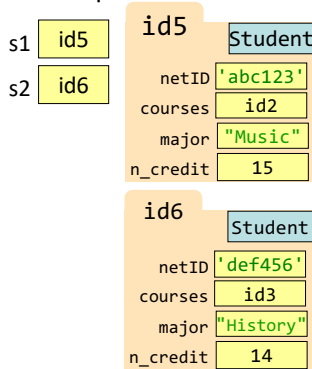 s1 id5
s2 id6
id5
Student
netID 'abc123'
courses id2
major "Music"
n_credit 15
id6
Student
netID 'def456'
courses id3
major "History"
n_credit 14